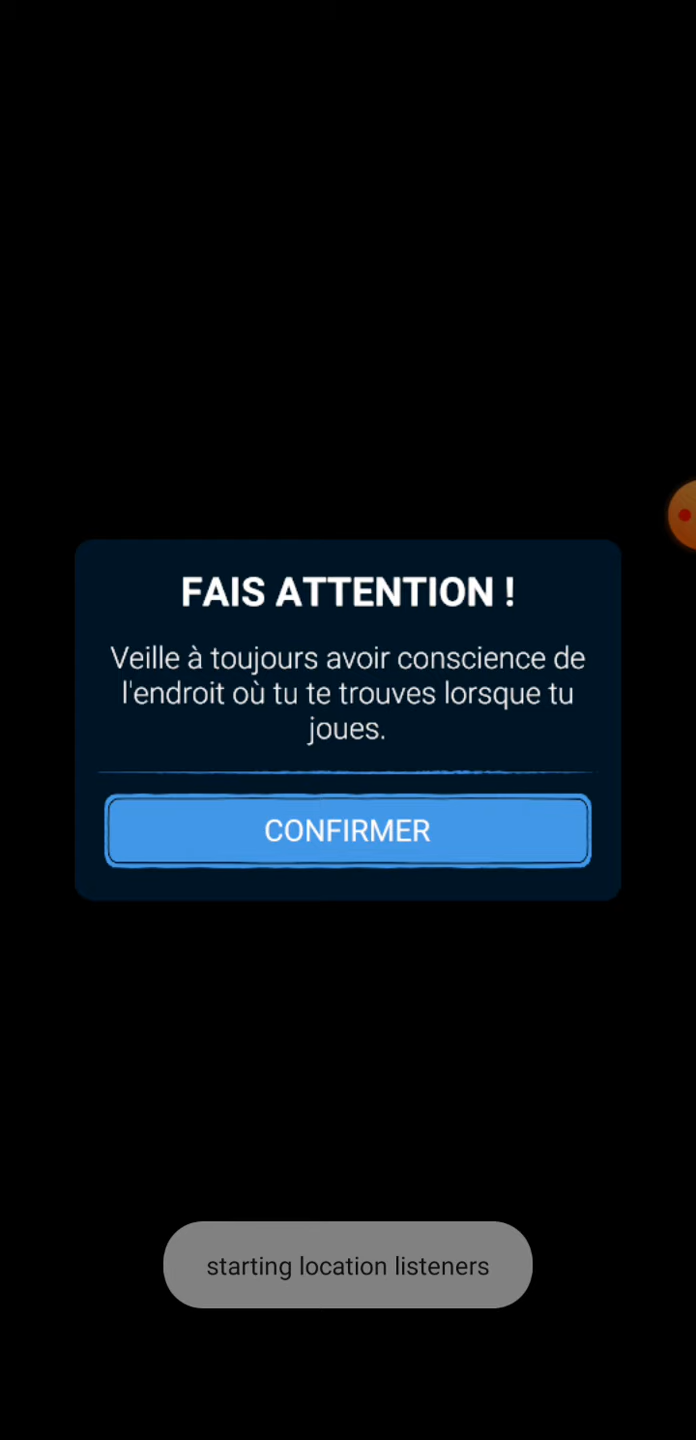 FAIS ATTENTION !
Veille à toujours avoir conscience de
l'endroit où tu te trouves lorsque tu
joues.
CONFIRMER
starting location listeners